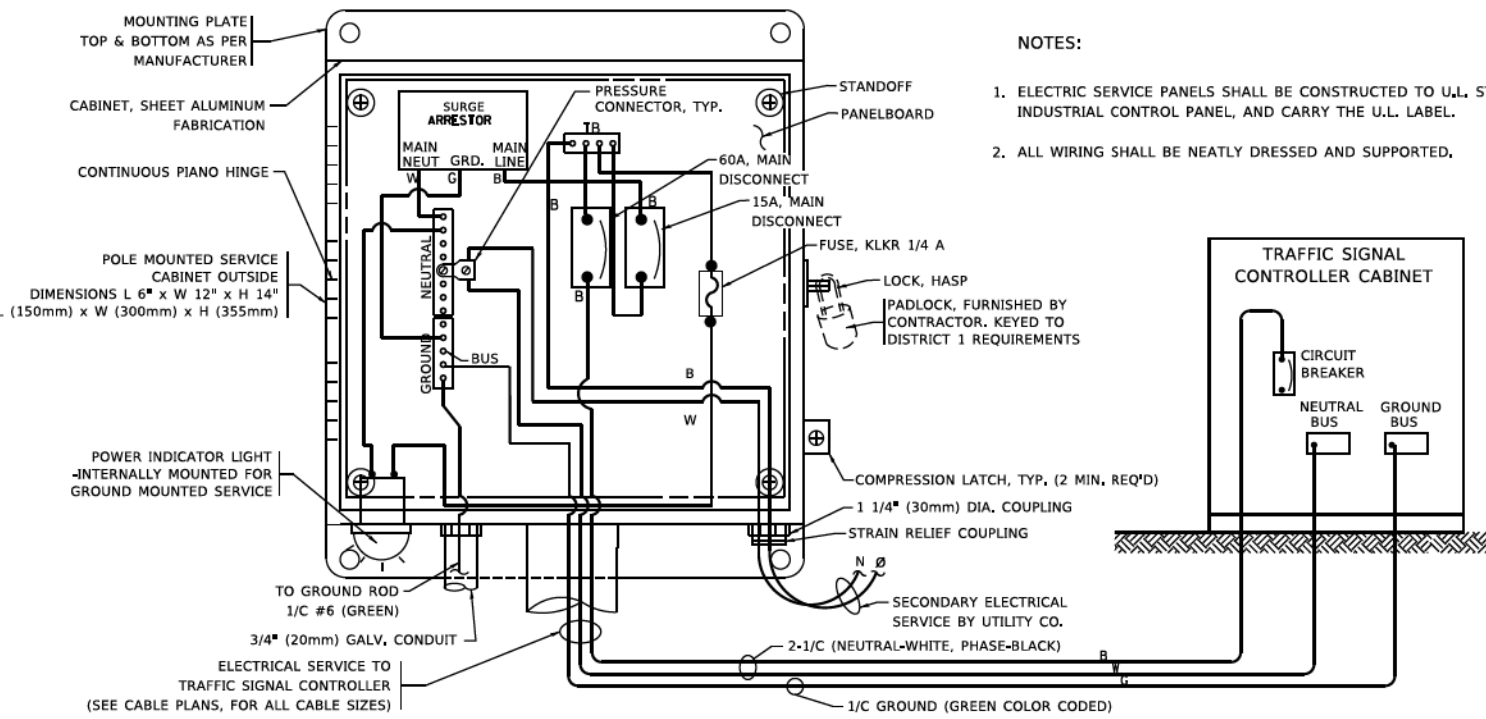 MOUNTING PLATE
TOP & BOTTOM AS PER
MANUFACTURER
CABINET, SHEET ALUMINUM
FABRICATION
CONTINUOUS PIANO HINGE
POLE MOUNTED SERVICE
CABINET OUTSIDE
DIMENSIONS L 6" x W 12" x H 14"
L (150mm) x W (300mm) x H (355mm)
POWER INDICATOR LIGHT
-INTERNALLY MOUNTED FOR
GROUND MOUNTED SERVICE
SURGE
ARRESTOR
MAIN
NEUT
GRD.
MAIN
LINE
W
G
B
PRESSURE
CONNECTOR, TYP.
TB
NEUTRAL
GROUND
BUS
B
B
B
B
W
STANDOFF
PANELBOARD
60A, MAIN
DISCONNECT
15A, MAIN
DISCONNECT
FUSE, KLKR 1/4 A
LOCK, HASP
PADLOCK, FURNISHED BY
CONTRACTOR. KEYED TO
DISTRICT 1 REQUIREMENTS
COMPRESSION LATCH, TYP. (2 MIN. REQ'D)
1 1/4" (30mm) DIA. COUPLING
STRAIN RELIEF COUPLING
N Ø
SECONDARY ELECTRICAL
SERVICE BY UTILITY CO.
TO GROUND ROD
1/C #6 (GREEN)
3/4" (20mm) GALV. CONDUIT
ELECTRICAL SERVICE TO
TRAFFIC SIGNAL CONTROLLER
(SEE CABLE PLANS, FOR ALL CABLE SIZES)
2-1/C (NEUTRAL-WHITE, PHASE-BLACK)
B
W
G
1/C GROUND (GREEN COLOR CODED)
NOTES:
1. ELECTRIC SERVICE PANELS SHALL BE CONSTRUCTED TO U.L.
INDUSTRIAL CONTROL PANEL, AND CARRY THE U.L. LABEL.
2. ALL WIRING SHALL BE NEATLY DRESSED AND SUPPORTED.
TRAFFIC SIGNAL
CONTROLLER CABINET
CIRCUIT
BREAKER
NEUTRAL
BUS
GROUND
BUS